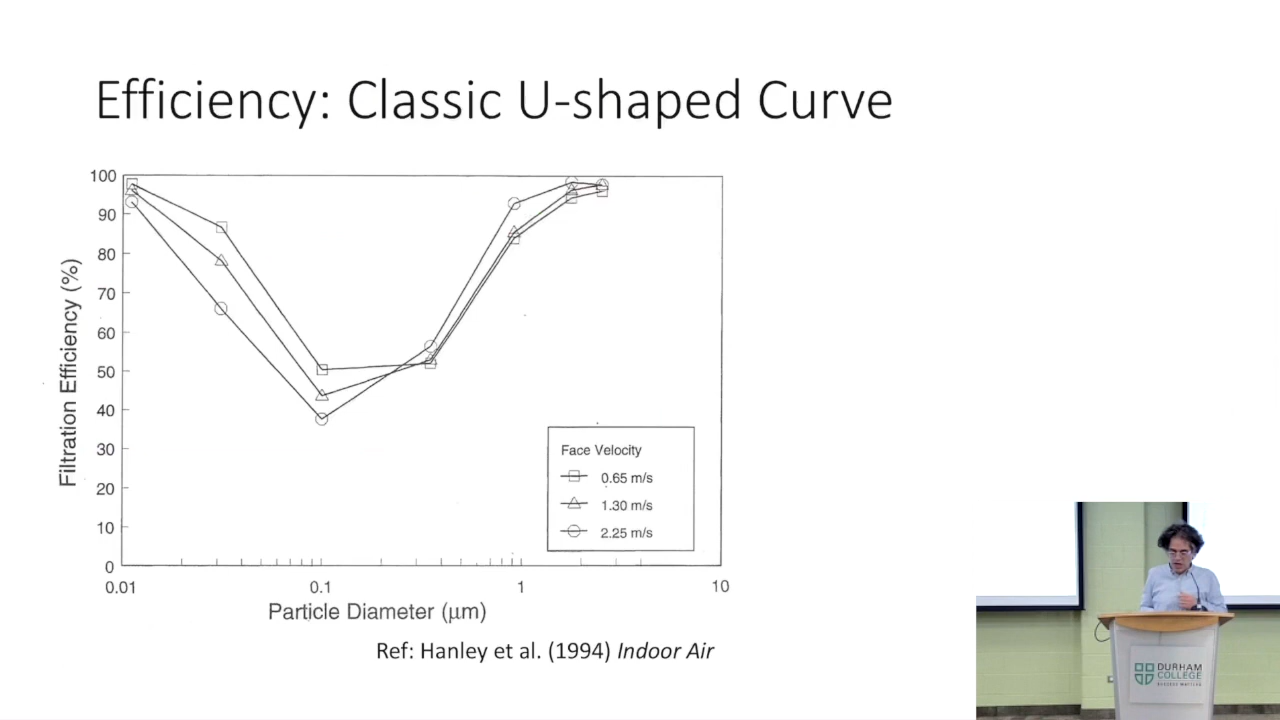 Efficiency: Classic U-shaped Curve
100
90
80
70
60
50
40
30
20
10
0
Filtration Efficiency (%)
0.01
0.1
1
10
Particle Diameter (μm)
Face Velocity
0.65 m/s
1.30 m/s
2.25 m/s
Ref: Hanley et al. (1994) Indoor Air
DURHAM
COLLEGE
SUCCESS MATTERS